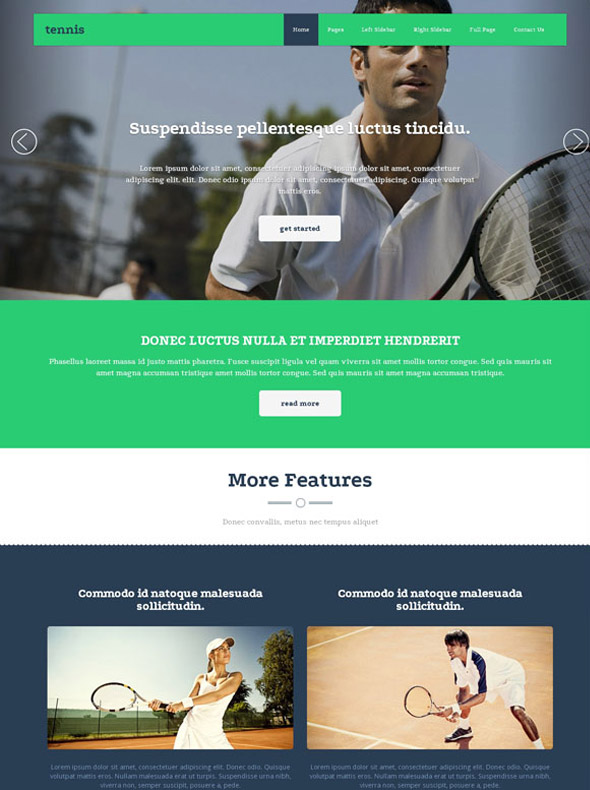 tennis
Home Pages Left Sidebar Right Sidebar Full Page Contact Us
Suspendisse pellentesque luctus tincidu.
Lorem ipsum dolor sit amet, consectetuer adipiscing ipsum dolor sit amet, consectetuer
adipiscing elit. elit. Donec odio ipsum dolor sit amet, consectetuer adipiscing. Quisque volutpat
mattis eros.
get started
DONEC LUCTUS NULLA ET IMPERDIET HENDRERIT
Phasellus laoreet massa id justo mattis pharetra. Fusce suscipit ligula vel quam viverra sit amet mollis tortor congue. Sed quis mauris sit
amet magna accumsan tristique amet mollis tortor congue. Sed quis mauris sit amet magna accumsan tristique.
read more
More Features
Donec convallis, metus nec tempus aliquet
Commodo id natoque malesuada
sollicitudin.
Lorem ipsum dolor sit amet, consectetuer adipiscing elit. Donec odio. Quisque
volutpat mattis eros. Nullam malesuada erat ut turpis. Suspendisse urna nibh,
viverra non, semper suscipit, posuere a, pede.
Commodo id natoque malesuada
sollicitudin.
Lorem ipsum dolor sit amet, consectetuer adipiscing elit. Donec odio. Quisque
volutpat mattis eros. Nullam malesuada erat ut turpis. Suspendisse urna nibh,
viverra non, semper suscipit, posuere a, pede.